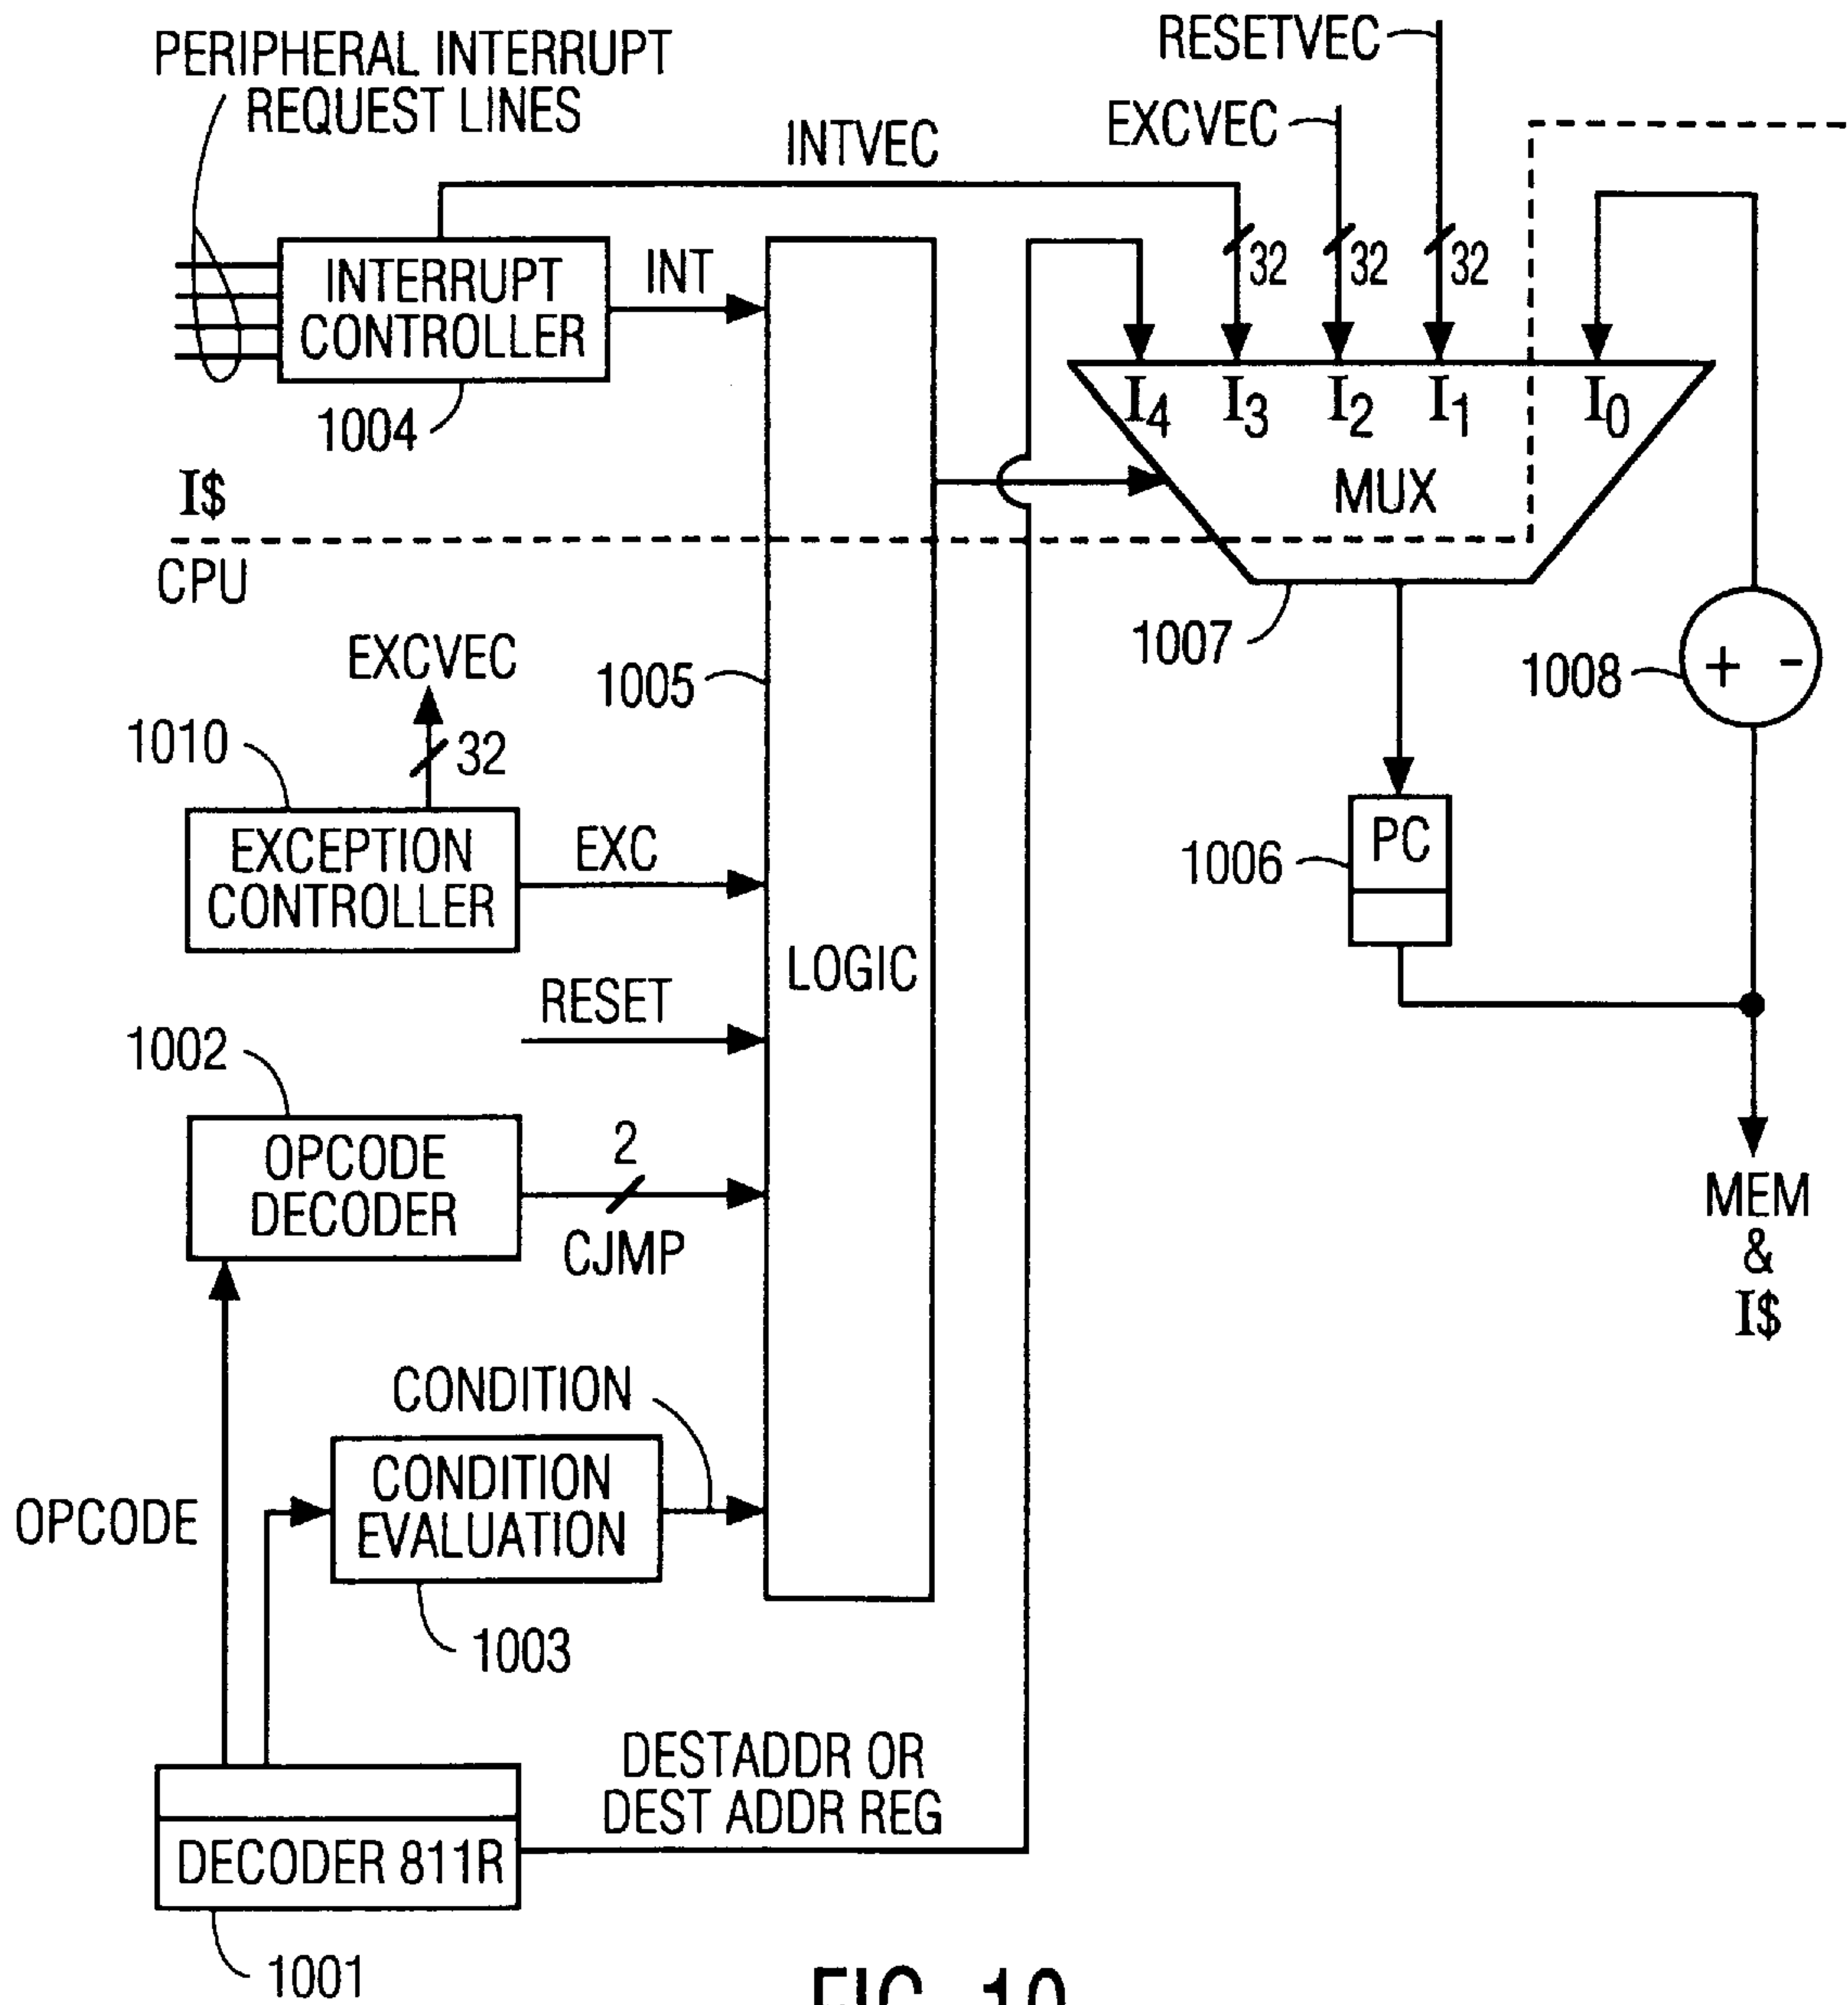 PERIPHERAL INTERRUPT
REQUEST LINES
RESETVEC
EXCVEC
INTVEC
32
32
32
INTERRUPT
CONTROLLER
INT
1004
I4
I3
I2
I1
I0
MUX
I$
CPU
1007
1008
+ -
EXCVEC
32
1005
1010
EXCEPTION
CONTROLLER
EXC
PC
1006
LOGIC
RESET
1002
OPCODE
DECODER
2
CJMP
MEM
&
I$
CONDITION
CONDITION
EVALUATION
OPCODE
1003
DESTADDR OR
DEST ADDR REG
DECODER 811R
1001
FIG. 10